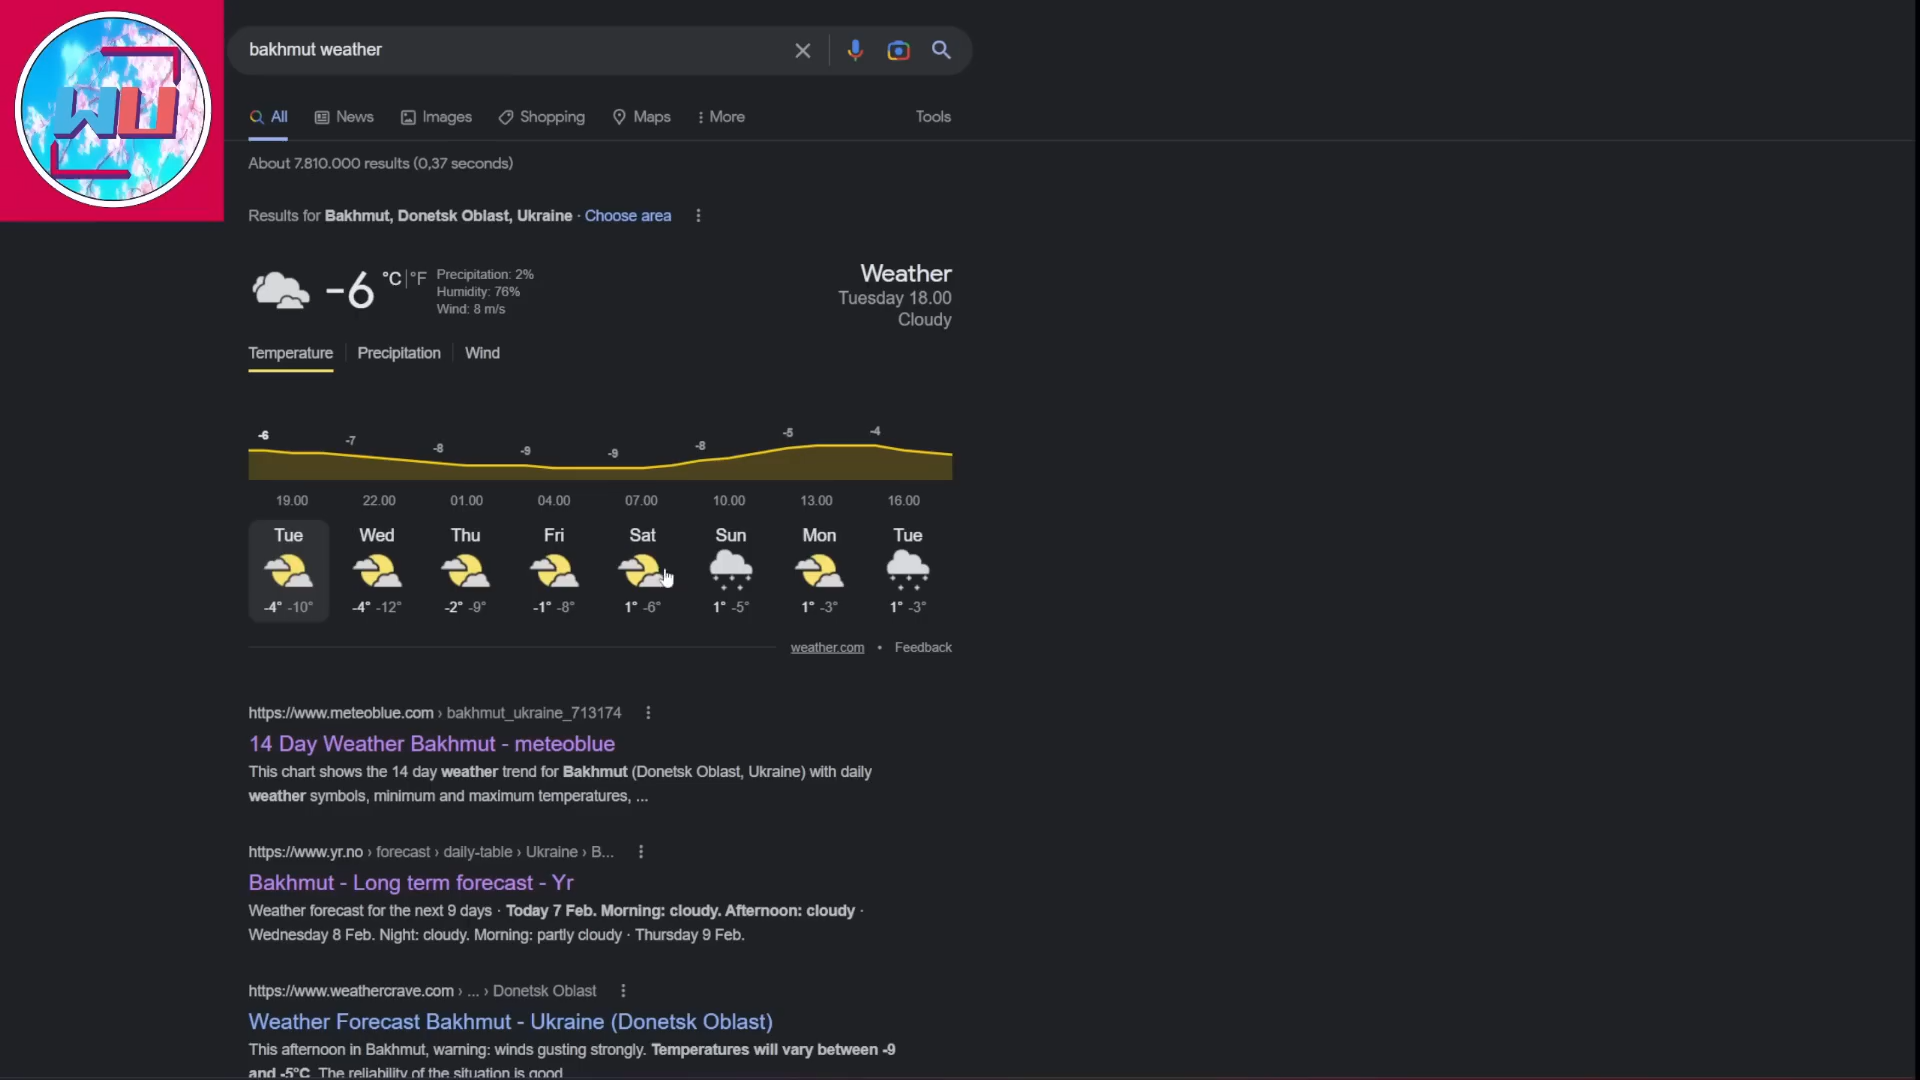 WU
bakhmut weather
All News Images Shopping Maps More Tools
About 7.810.000 results (0,37 seconds)
Results for Bakhmut, Donetsk Oblast, Ukraine · Choose area
-6 °C | °F
Precipitation: 2%
Humidity: 76%
Wind: 8 m/s
Weather
Tuesday 18.00
Cloudy
Temperature Precipitation Wind
-6 -7 -8 -9 -9 -8 -5 -4
19.00 22.00 01.00 04.00 07.00 10.00 13.00 16.00
Tue Wed Thu Fri Sat Sun Mon Tue
-4° -10° -4° -12° -2° -9° -1° -8° 1° -6° 1° -5° 1° -3° 1° -3°
weather.com • Feedback
https://www.meteoblue.com › bakhmut_ukraine_713174
14 Day Weather Bakhmut - meteoblue
This chart shows the 14 day weather trend for Bakhmut (Donetsk Oblast, Ukraine) with daily
weather symbols, minimum and maximum temperatures, ...
https://www.yr.no › forecast › daily-table › Ukraine › B...
Bakhmut - Long term forecast - Yr
Weather forecast for the next 9 days · Today 7 Feb. Morning: cloudy. Afternoon: cloudy ·
Wednesday 8 Feb. Night: cloudy. Morning: partly cloudy · Thursday 9 Feb.
https://www.weathercrave.com › ... › Donetsk Oblast
Weather Forecast Bakhmut - Ukraine (Donetsk Oblast)
This afternoon in Bakhmut, warning: winds gusting strongly. Temperatures will vary between -9
and -5°C. The reliability of the situation is good